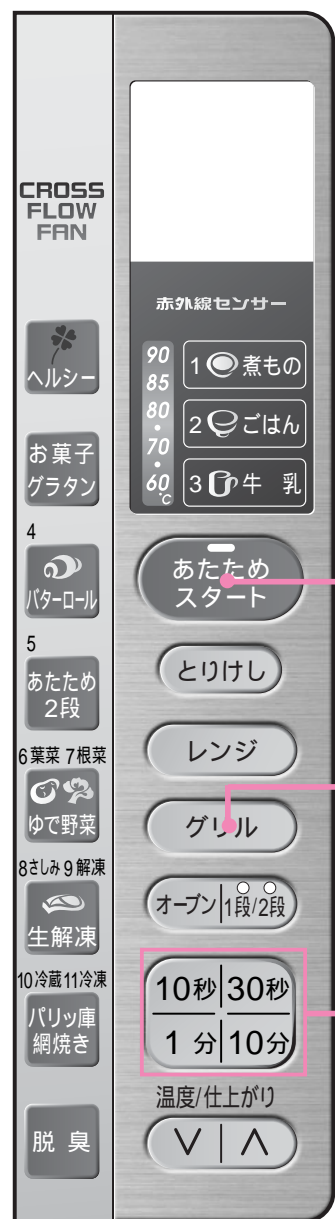 CROSS
FLOW
FAN
ヘルシー
お菓子
グラタン
4
バターロール
5
あたため
2段
6葉菜 7根菜
ゆで野菜
8さしみ 9解凍
生解凍
10冷蔵 11冷凍
パリッ庫
網焼き
脱臭
赤外線センサー
90
85
80
・
70
・
60
℃
1 煮もの
2 ごはん
3 牛乳
あたため
スタート
とりけし
レンジ
グリル
オーブン 1段/2段
10秒 30秒
1分 10分
温度/仕上がり
∨ ∧